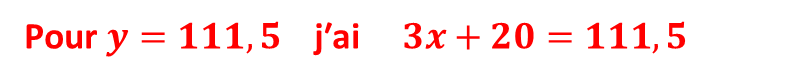 Pour y = 111,5 j’ai 3x + 20 = 111,5